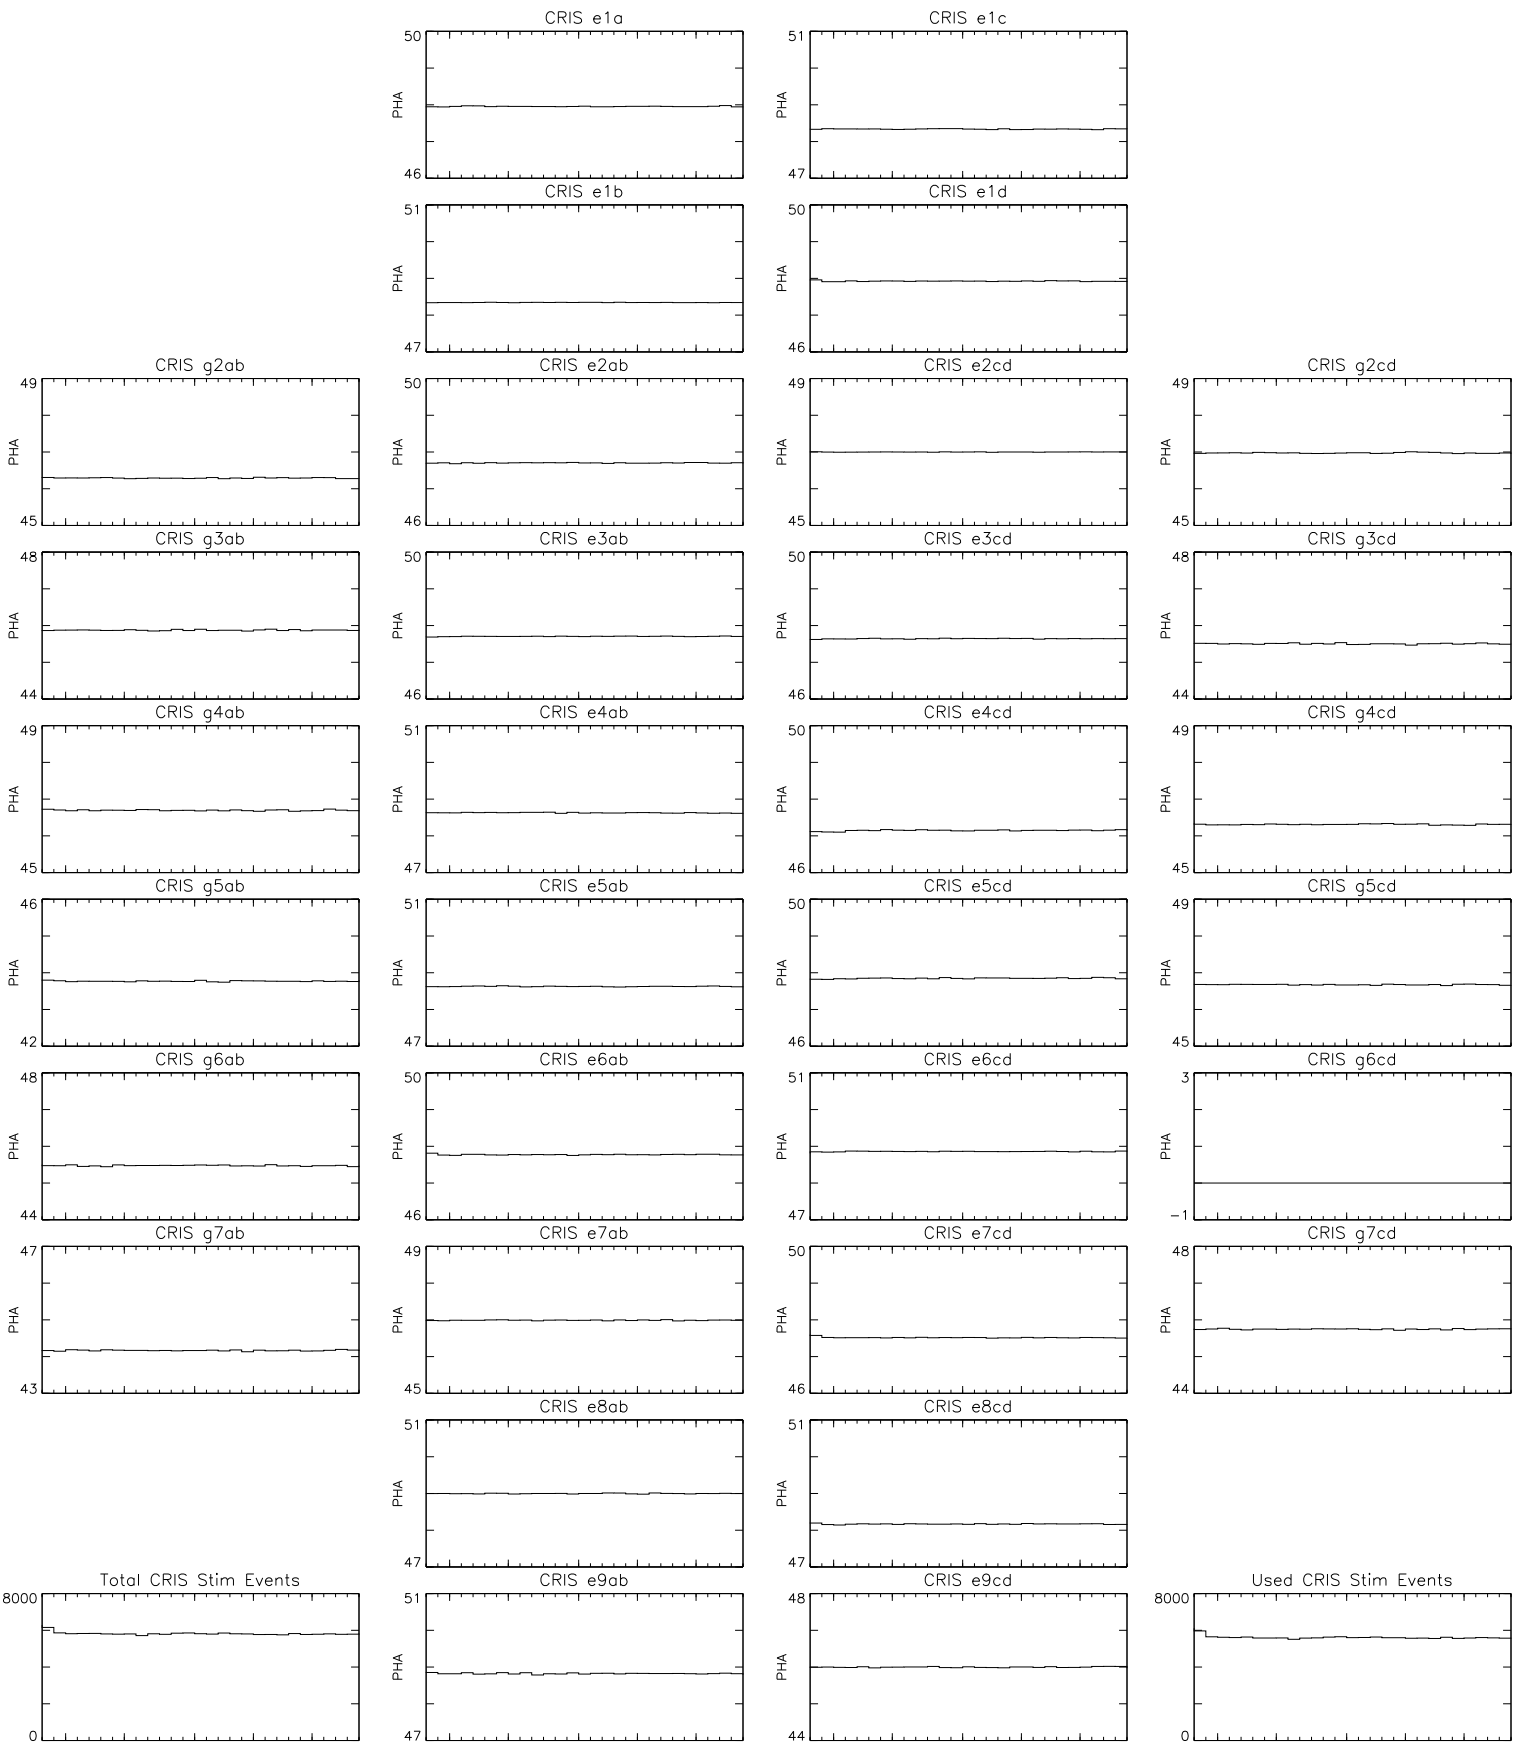 CRIS e1a
CRIS e1c
50
PHA
46
51
PHA
47
CRIS e1b
CRIS e1d
51
PHA
47
50
PHA
46
CRIS g2ab
CRIS e2ab
CRIS e2cd
CRIS g2cd
49
PHA
45
50
PHA
46
49
PHA
45
49
PHA
45
CRIS g3ab
CRIS e3ab
CRIS e3cd
CRIS g3cd
48
PHA
44
50
PHA
46
50
PHA
46
48
PHA
44
CRIS g4ab
CRIS e4ab
CRIS e4cd
CRIS g4cd
49
PHA
45
51
PHA
47
50
PHA
46
49
PHA
45
CRIS g5ab
CRIS e5ab
CRIS e5cd
CRIS g5cd
46
PHA
42
51
PHA
47
50
PHA
46
49
PHA
45
CRIS g6ab
CRIS e6ab
CRIS e6cd
CRIS g6cd
48
PHA
44
50
PHA
46
51
PHA
47
3
PHA
-1
CRIS g7ab
CRIS e7ab
CRIS e7cd
CRIS g7cd
47
PHA
43
49
PHA
45
50
PHA
46
48
PHA
44
CRIS e8ab
CRIS e8cd
51
PHA
47
51
PHA
47
Total CRIS Stim Events
CRIS e9ab
CRIS e9cd
Used CRIS Stim Events
8000
0
51
PHA
47
48
PHA
44
8000
0